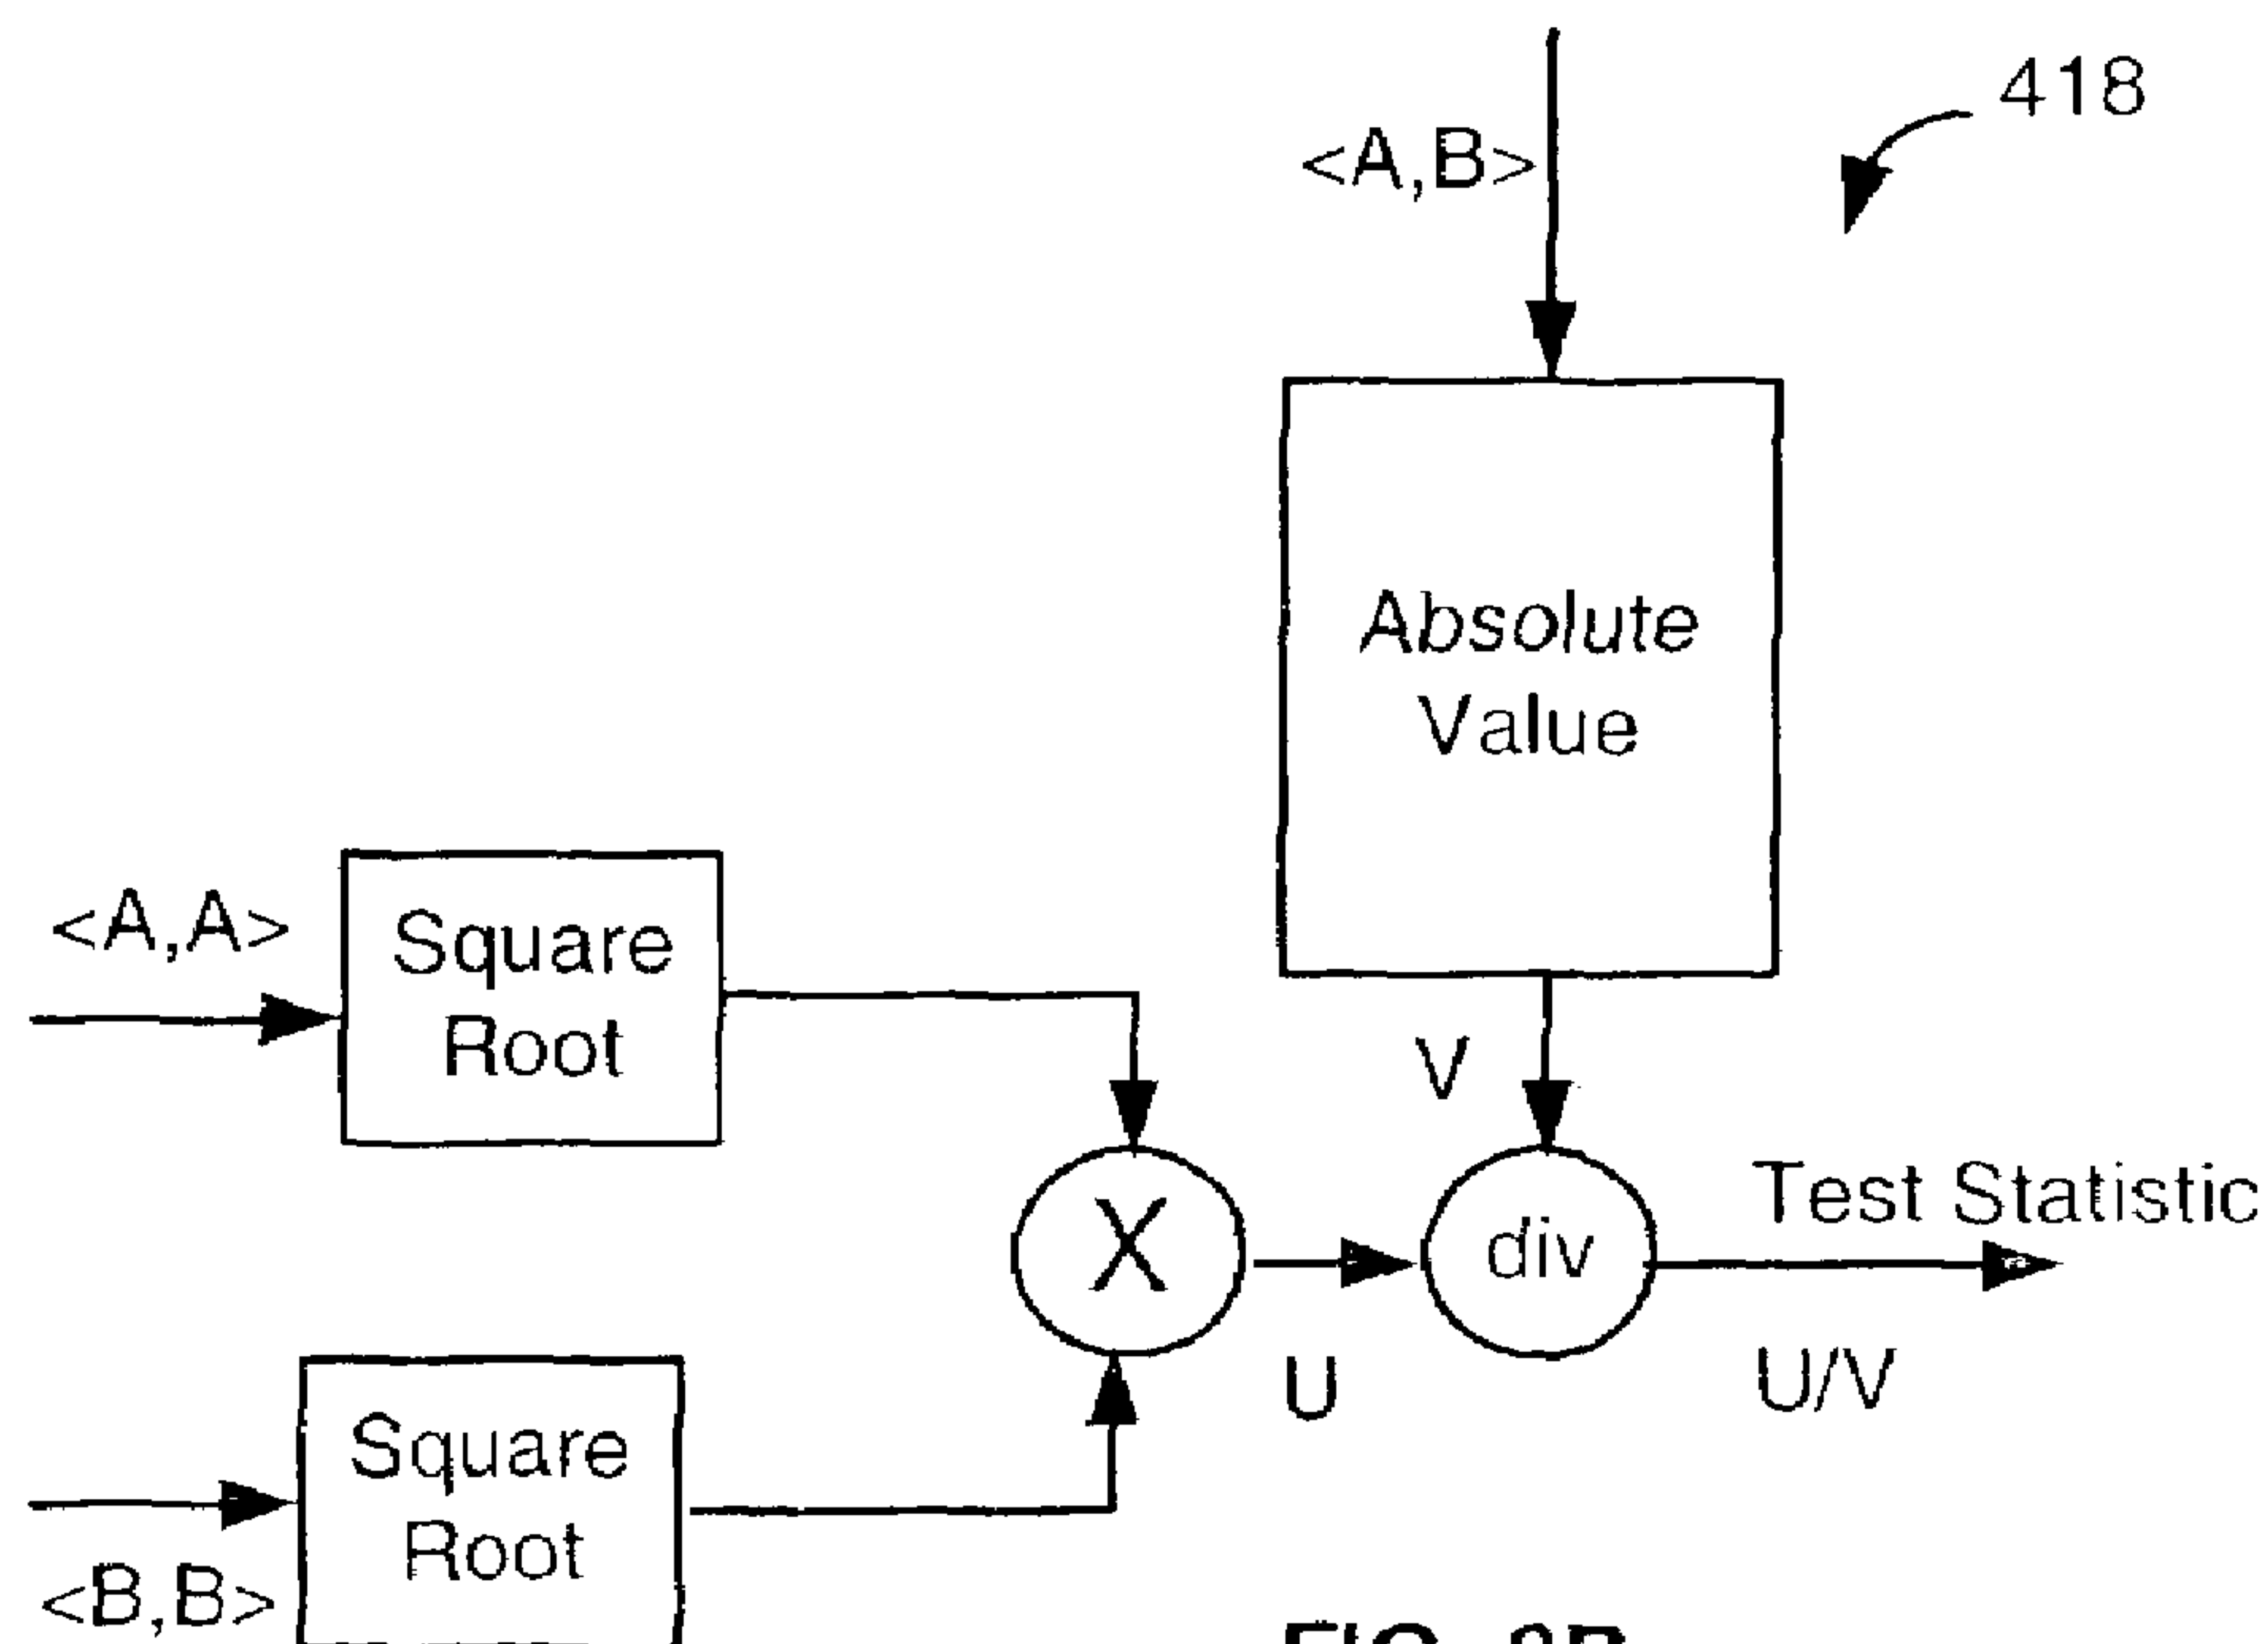 418
<A,B>
Absolute
Value
<A,A>
Square
Root
V
X
div
Test Statistic
U
U/V
Square
Root
<B,B>